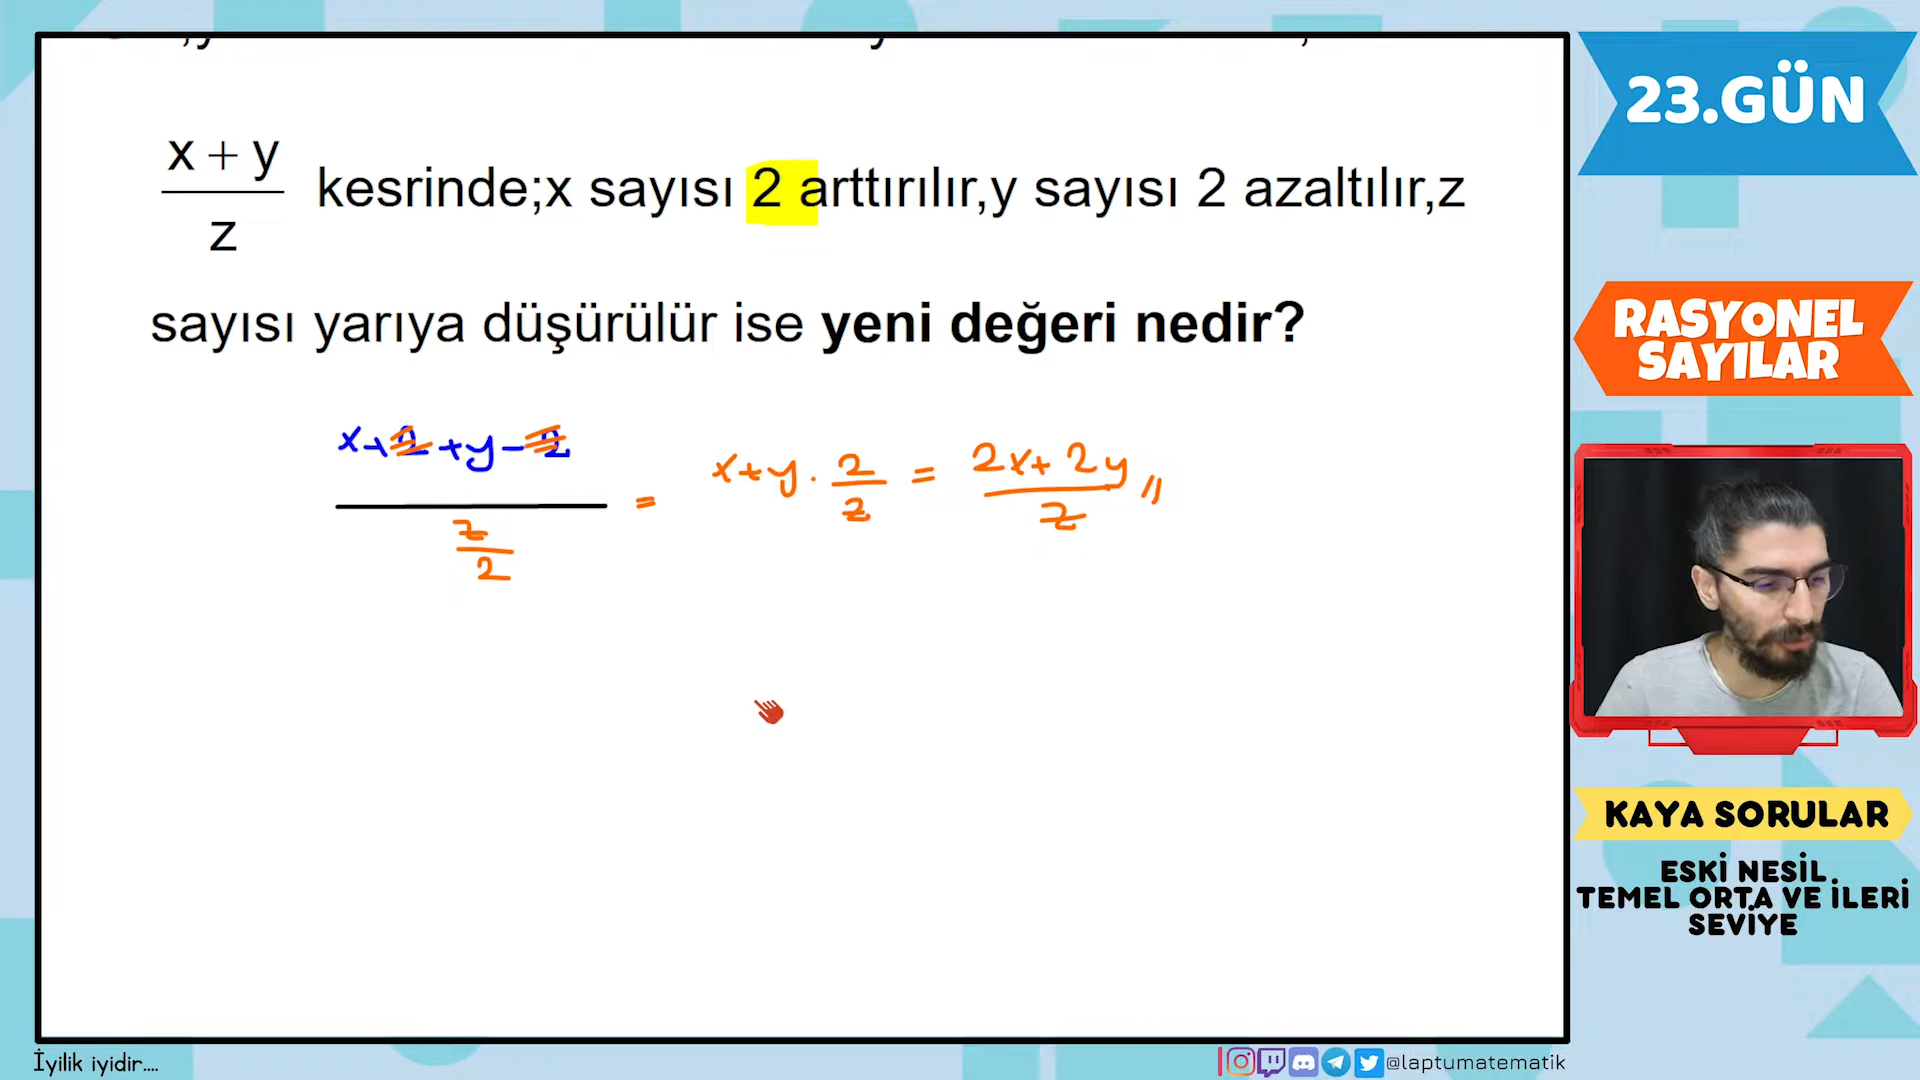 x + y
z
kesrinde;x sayısı 2 arttırılır,y sayısı 2 azaltılır,z
sayısı yarıya düşürülür ise yeni değeri nedir?
x+2+y-2
z
2
=
x+y . 2
z
=
2x+2y
z
23.GÜN
RASYONEL
SAYILAR
KAYA SORULAR
ESKİ NESİL
TEMEL ORTA VE İLERİ
SEVİYE
İyilik iyidir....
@laptumatematik